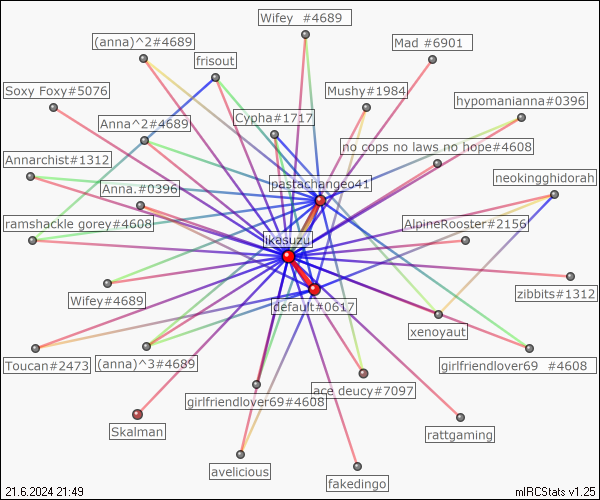 Wifey  #4689
(anna)^2#4689
Mad #6901
frisout
Soxy Foxy#5076
Mushy#1984
hypomanianna#0396
Cypha#1717
Anna^2#4689
no cops no laws no hope#4608
Annarchist#1312
pastachangeo41
neokingghidorah
Anna.#0396
ramshackle gorey#4608
AlpineRooster#2156
ikasuzu
Wifey#4689
zibbits#1312
default#0617
xenoyaut
Toucan#2473
(anna)^3#4689
girlfriendlover69  #4608
ace deucy#7097
girlfriendlover69#4608
Skalman
rattgaming
avelicious
fakedingo
21.6.2024 21:49
mIRCStats v1.25